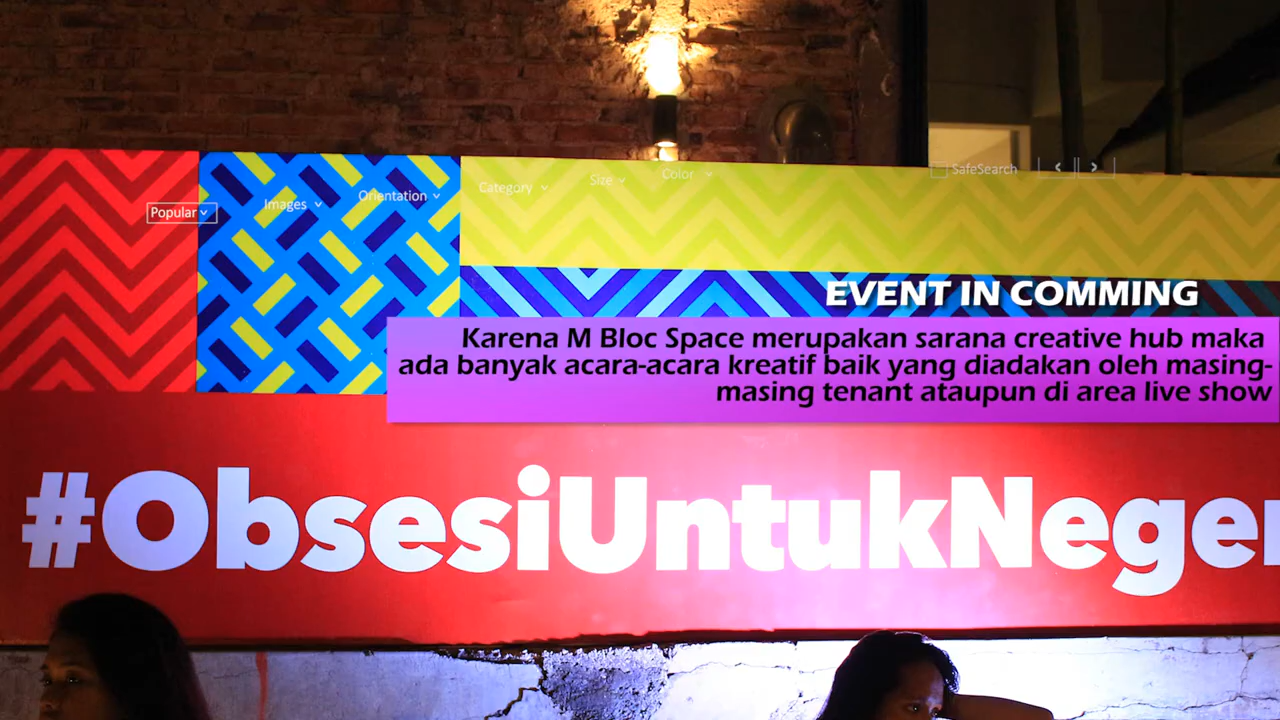 SafeSearch
Popular Images Orientation Category Size Color
EVENT IN COMMING
Karena M Bloc Space merupakan sarana creative hub maka
ada banyak acara-acara kreatif baik yang diadakan oleh masing-
masing tenant ataupun di area live show
#ObsesiUntukNeger